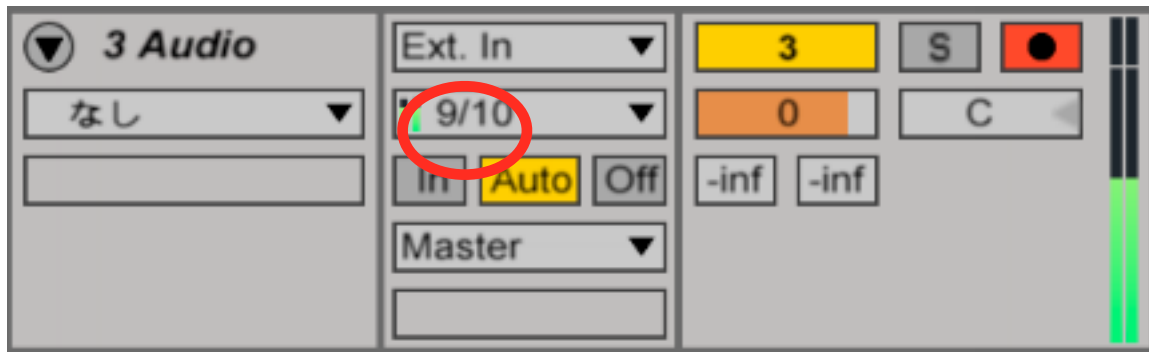 3 Audio Ext. In 3 S
なし 9/10 0 C
In Auto Off -inf -inf
Master